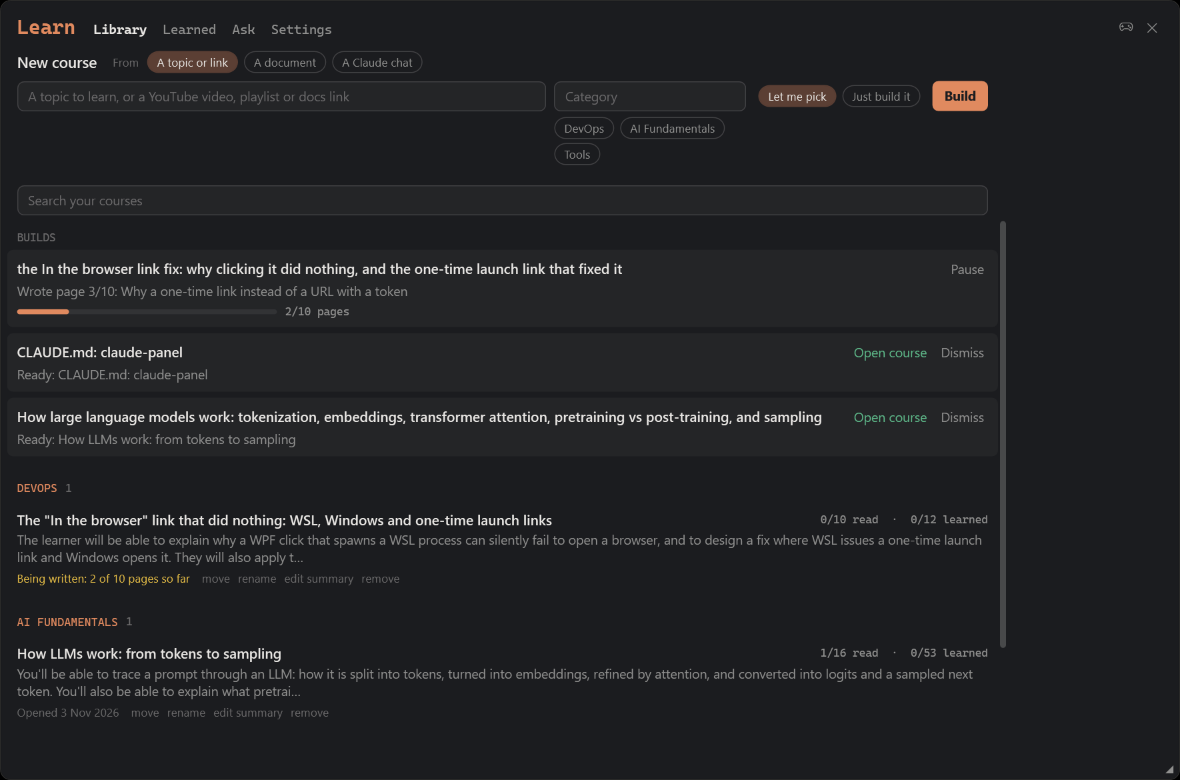 Learn Library Learned Ask Settings
New course From A topic or link A document A Claude chat
A topic to learn, or a YouTube video, playlist or docs link Category Let me pick Just build it Build
DevOps AI Fundamentals
Tools
Search your courses
BUILDS
the In the browser link fix: why clicking it did nothing, and the one-time launch link that fixed it Pause
Wrote page 3/10: Why a one-time link instead of a URL with a token
2/10 pages
CLAUDE.md: claude-panel Open course Dismiss
Ready: CLAUDE.md: claude-panel
How large language models work: tokenization, embeddings, transformer attention, pretraining vs post-training, and sampling Open course Dismiss
Ready: How LLMs work: from tokens to sampling
DEVOPS 1
The "In the browser" link that did nothing: WSL, Windows and one-time launch links 0/10 read · 0/12 learned
The learner will be able to explain why a WPF click that spawns a WSL process can silently fail to open a browser, and to design a fix where WSL issues a one-time launch
link and Windows opens it. They will also apply t...
Being written: 2 of 10 pages so far move rename edit summary remove
AI FUNDAMENTALS 1
How LLMs work: from tokens to sampling 1/16 read · 0/53 learned
You'll be able to trace a prompt through an LLM: how it is split into tokens, turned into embeddings, refined by attention, and converted into logits and a sampled next
token. You'll also be able to explain what pretrai...
Opened 3 Nov 2026 move rename edit summary remove